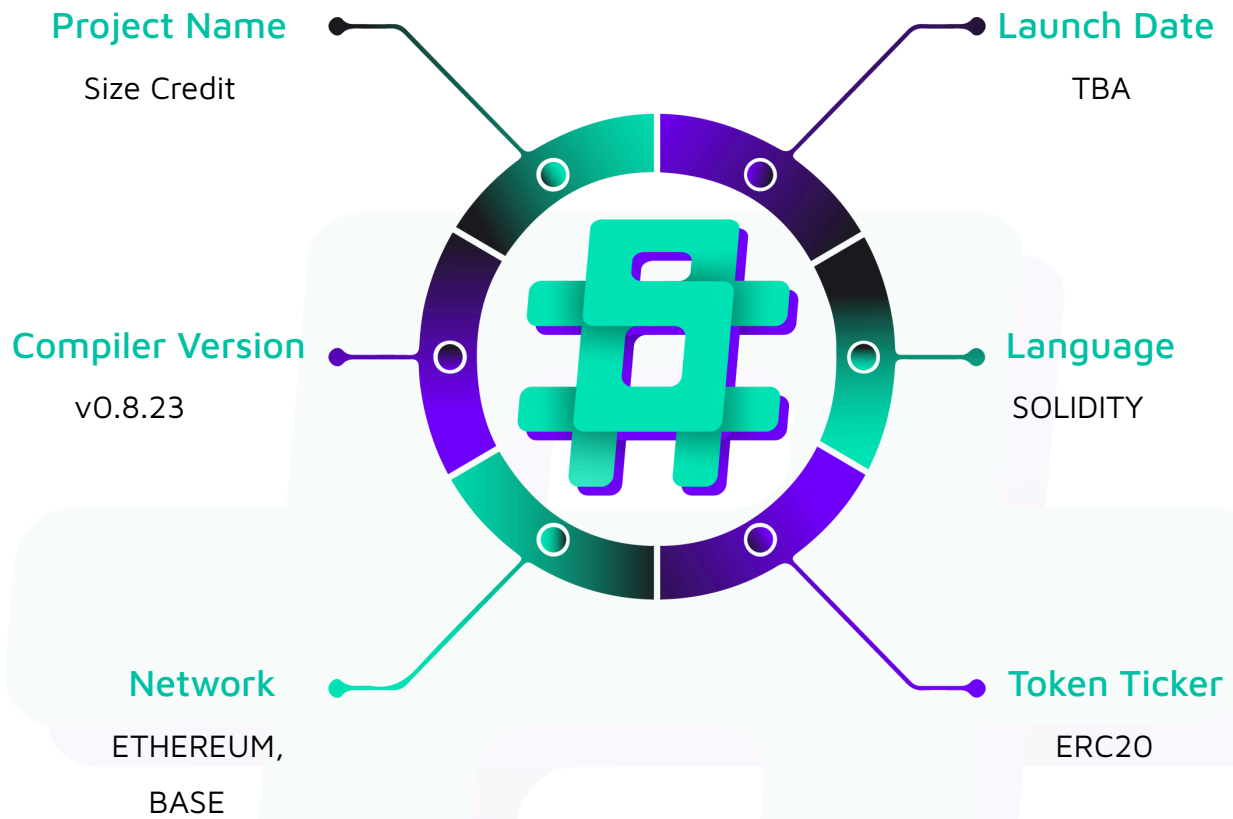 Project Name
Size Credit
Launch Date
TBA
Compiler Version
v0.8.23
Language
SOLIDITY
Network
ETHEREUM,
BASE
Token Ticker
ERC20